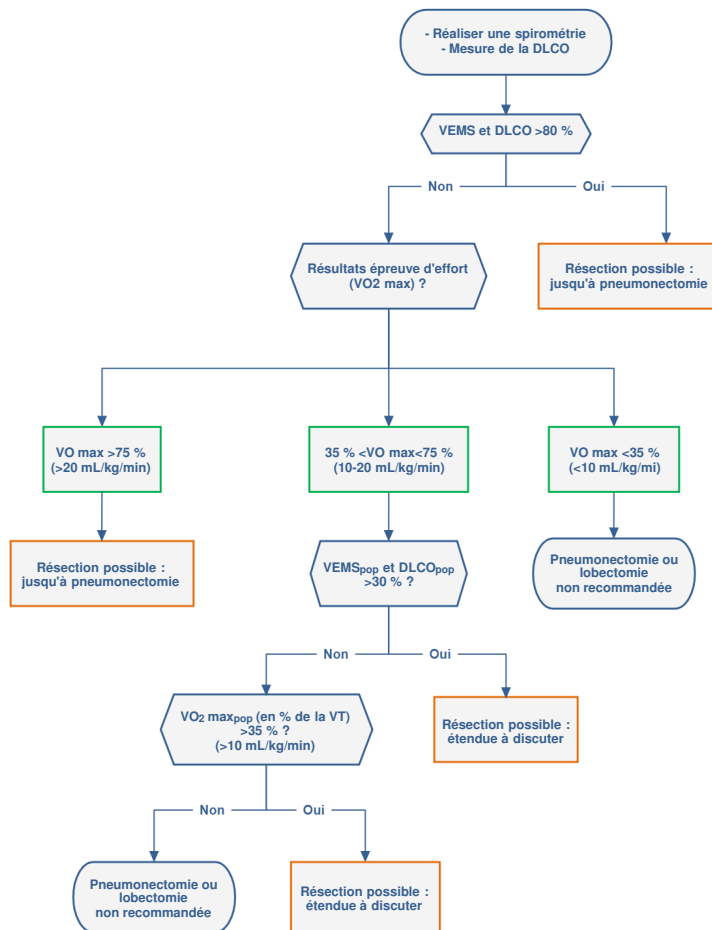 - Réaliser une spirométrie
- Mesure de la DLCO
VEMS et DLCO >80 %
Non
Oui
Résultats épreuve d'effort
(VO2 max) ?
Résection possible :
jusqu'à pneumonectomie
VO max >75 %
(>20 mL/kg/min)
35 % <VO max<75 %
(10-20 mL/kg/min)
VO max <35 %
(<10 mL/kg/mi)
Résection possible :
jusqu'à pneumonectomie
VEMSpop et DLCOpop
>30 % ?
Pneumonectomie ou
lobectomie
non recommandée
Non
Oui
VO2 maxpop (en % de la VT)
>35 % ?
(>10 mL/kg/min)
Résection possible :
étendue à discuter
Non
Oui
Pneumonectomie ou
lobectomie
non recommandée
Résection possible :
étendue à discuter